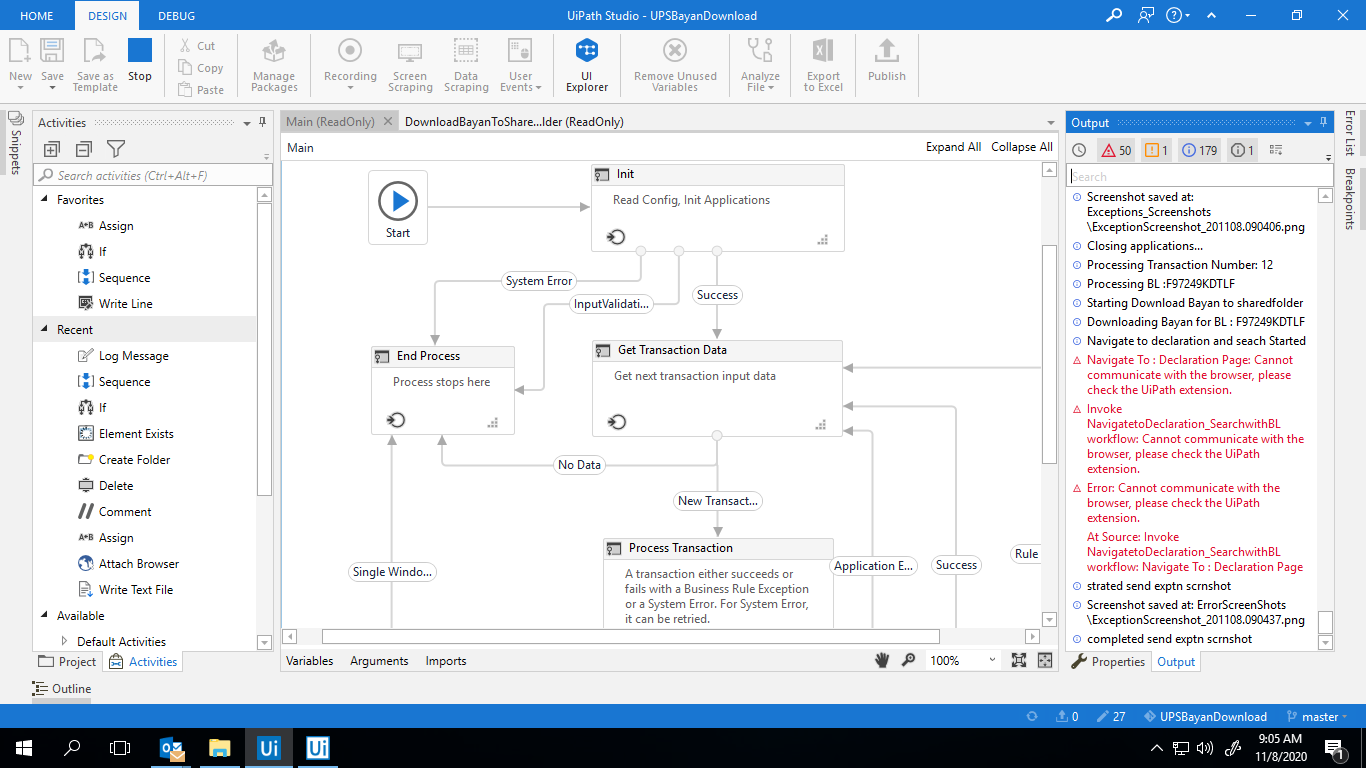 HOME DESIGN DEBUG UiPath Studio - UPSBayanDownload
New Save Save as Template Stop Cut Copy Paste Manage Packages Recording Screen Scraping Data Scraping User Events UI Explorer Remove Unused Variables Analyze File Export to Excel Publish
Snippets
Activities
Search activities (Ctrl+Alt+F)
Favorites
Assign
If
Sequence
Write Line
Recent
Log Message
Sequence
If
Element Exists
Create Folder
Delete
Comment
Assign
Attach Browser
Write Text File
Available
Default Activities
Project Activities
Outline
Main (ReadOnly) DownloadBayanToShare...lder (ReadOnly)
Main Expand All Collapse All
Start
Init
Read Config, Init Applications
System Error
InputValidati...
Success
End Process
Process stops here
Get Transaction Data
Get next transaction input data
No Data
New Transact...
Process Transaction
A transaction either succeeds or
fails with a Business Rule Exception
or a System Error. For System Error,
it can be retried.
Single Windo...
Application E...
Success
Rule
Variables Arguments Imports 100%
Output
50 1 179 1
Search
Screenshot saved at:
Exceptions_Screenshots
\ExceptionScreenshot_201108.090406.png
Closing applications...
Processing Transaction Number: 12
Processing BL :F97249KDTLF
Starting Download Bayan to sharedfolder
Downloading Bayan for BL : F97249KDTLF
Navigate to declaration and seach Started
Navigate To : Declaration Page: Cannot
communicate with the browser, please
check the UiPath extension.
Invoke
NavigatetoDeclaration_SearchwithBL
workflow: Cannot communicate with the
browser, please check the UiPath
extension.
Error: Cannot communicate with the
browser, please check the UiPath
extension.
At Source: Invoke
NavigatetoDeclaration_SearchwithBL
workflow: Navigate To : Declaration Page
strated send exptn scrnshot
Screenshot saved at: ErrorScreenShots
\ExceptionScreenshot_201108.090437.png
completed send exptn scrnshot
Properties Output
Error List
Breakpoints
0 27 UPSBayanDownload master
Ui Ui
9:05 AM
11/8/2020
1